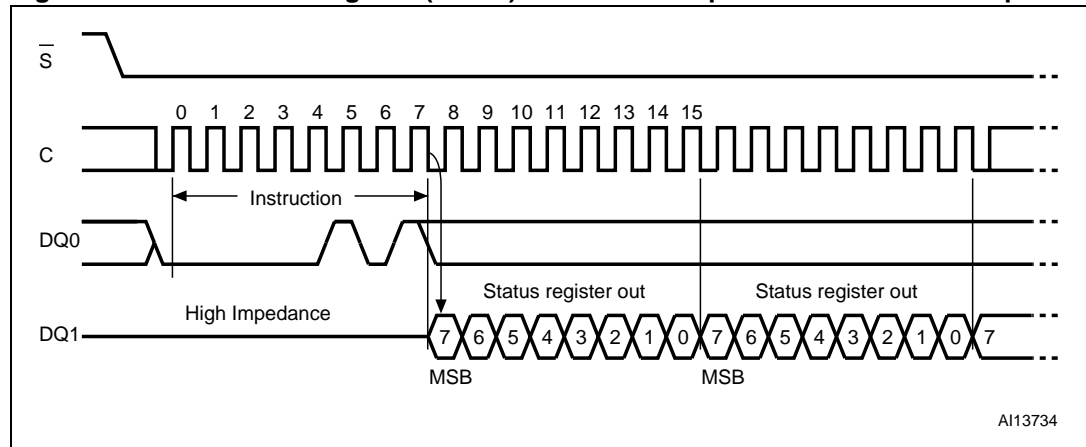 S
0 1 2 3 4 5 6 7 8 9 10 11 12 13 14 15
C
Instruction
DQ0
Status register out Status register out
High Impedance
DQ1 7 6 5 4 3 2 1 0 7 6 5 4 3 2 1 0 7
MSB MSB
AI13734